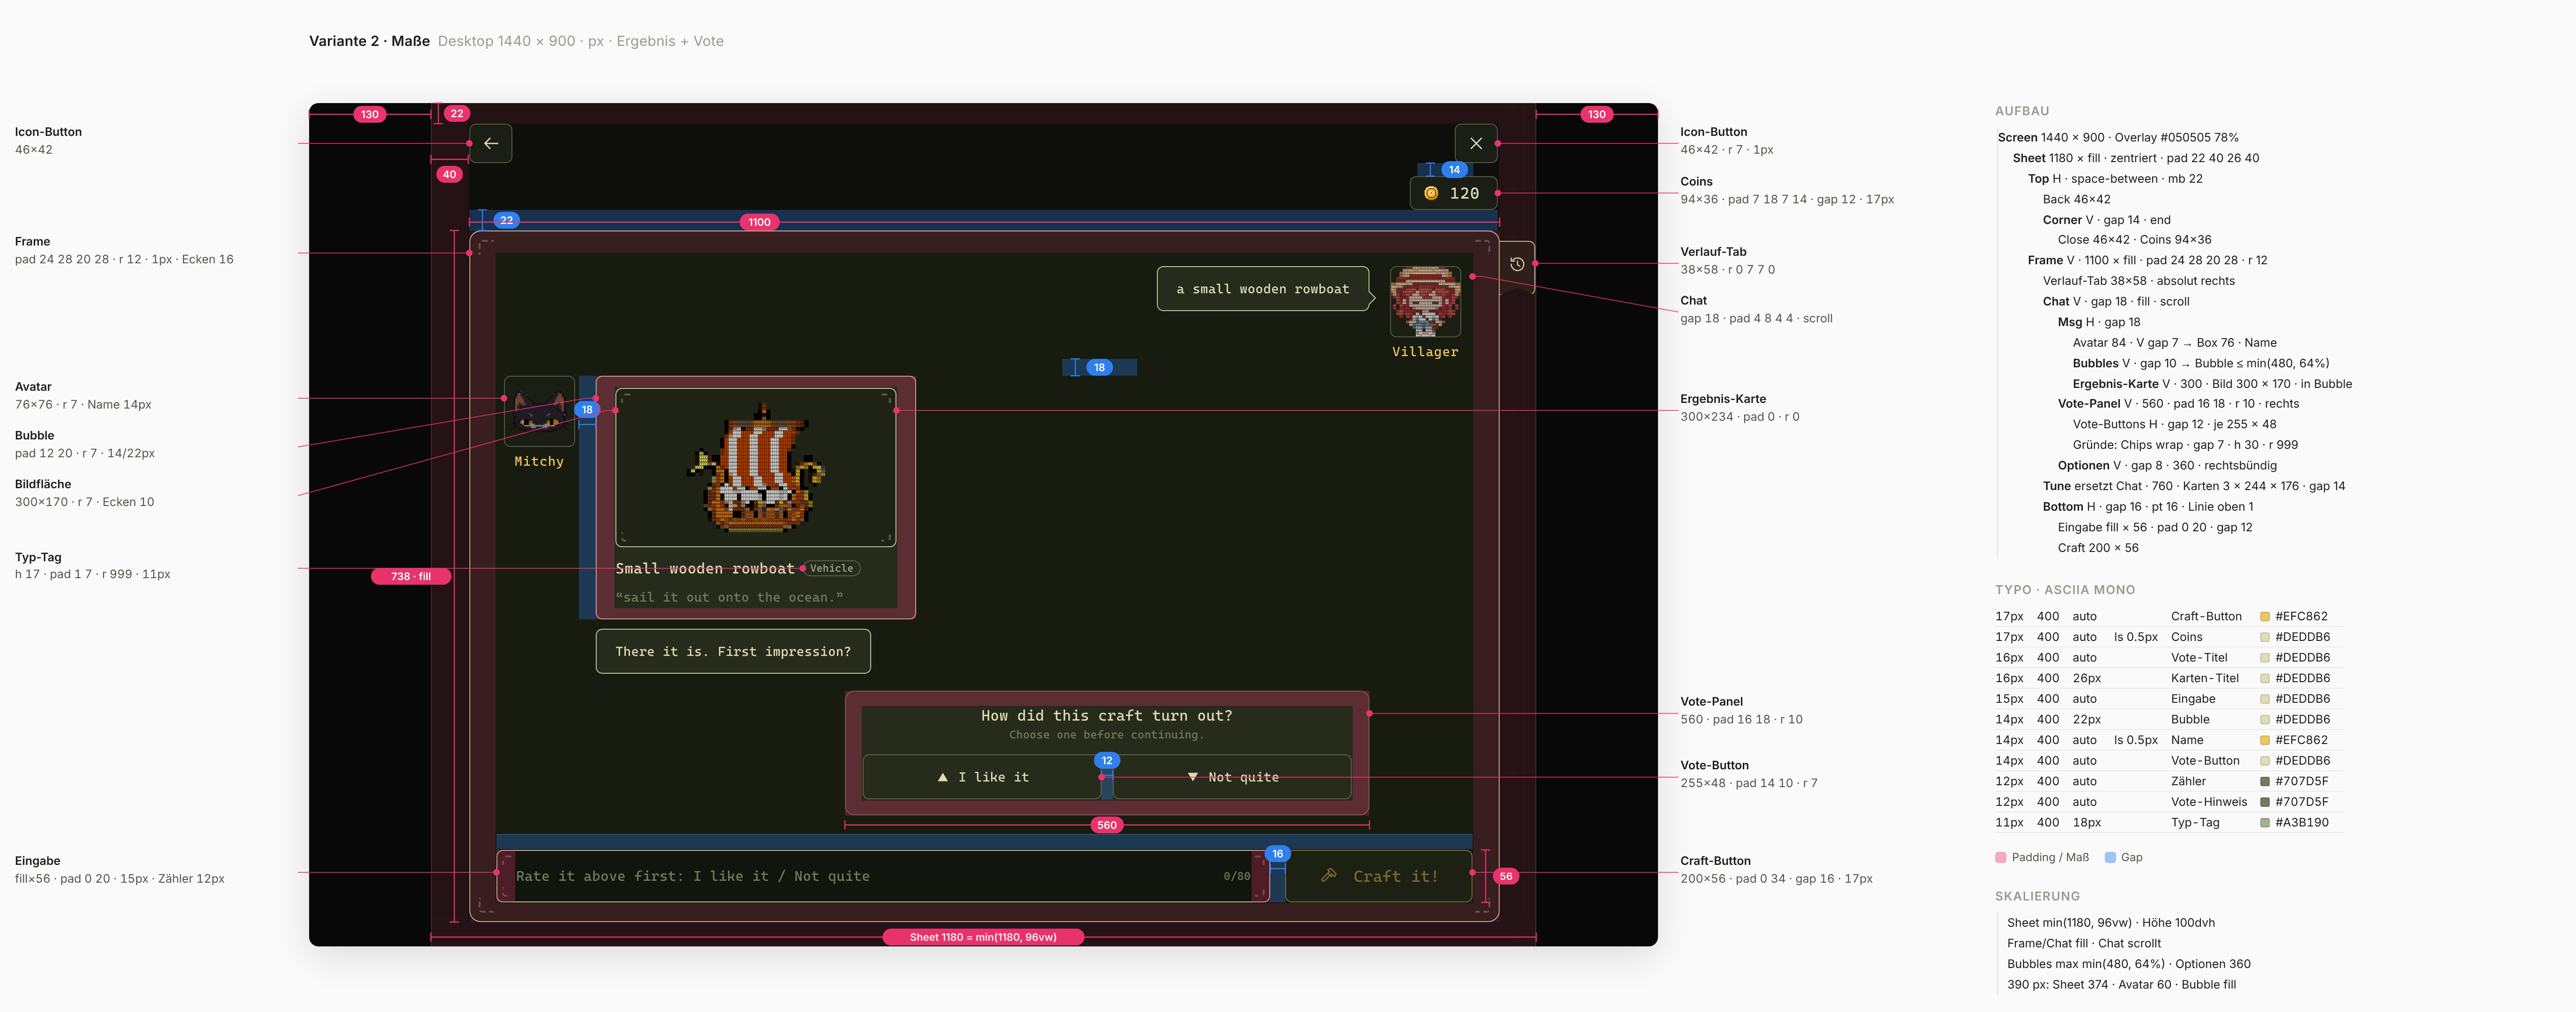 Variante 2 · Maße Desktop 1440 × 900 · px · Ergebnis + Vote
Icon-Button
46×42
Frame
pad 24 28 20 28 · r 12 · 1px · Ecken 16
Avatar
76×76 · r 7 · Name 14px
Bubble
pad 12 20 · r 7 · 14/22px
Bildfläche
300×170 · r 7 · Ecken 10
Typ-Tag
h 17 · pad 1 7 · r 999 · 11px
Eingabe
fill×56 · pad 0 20 · 15px · Zähler 12px
130
22
130
40
14
120
22
1100
a small wooden rowboat
Villager
18
18
Mitchy
738 · fill
Small wooden rowboat Vehicle
“sail it out onto the ocean.”
There it is. First impression?
How did this craft turn out?
Choose one before continuing.
12
▲ I like it
▼ Not quite
560
16
Rate it above first: I like it / Not quite
0/80
Craft it!
56
Sheet 1180 = min(1180, 96vw)
Icon-Button
46×42 · r 7 · 1px
Coins
94×36 · pad 7 18 7 14 · gap 12 · 17px
Verlauf-Tab
38×58 · r 0 7 7 0
Chat
gap 18 · pad 4 8 4 4 · scroll
Ergebnis-Karte
300×234 · pad 0 · r 0
Vote-Panel
560 · pad 16 18 · r 10
Vote-Button
255×48 · pad 14 10 · r 7
Craft-Button
200×56 · pad 0 34 · gap 16 · 17px
AUFBAU
Screen 1440 × 900 · Overlay #050505 78%
Sheet 1180 × fill · zentriert · pad 22 40 26 40
Top H · space-between · mb 22
Back 46×42
Corner V · gap 14 · end
Close 46×42 · Coins 94×36
Frame V · 1100 × fill · pad 24 28 20 28 · r 12
Verlauf-Tab 38×58 · absolut rechts
Chat V · gap 18 · fill · scroll
Msg H · gap 18
Avatar 84 · V gap 7 → Box 76 · Name
Bubbles V · gap 10 → Bubble ≤ min(480, 64%)
Ergebnis-Karte V · 300 · Bild 300 × 170 · in Bubble
Vote-Panel V · 560 · pad 16 18 · r 10 · rechts
Vote-Buttons H · gap 12 · je 255 × 48
Gründe: Chips wrap · gap 7 · h 30 · r 999
Optionen V · gap 8 · 360 · rechtsbündig
Tune ersetzt Chat · 760 · Karten 3 × 244 × 176 · gap 14
Bottom H · gap 16 · pt 16 · Linie oben 1
Eingabe fill × 56 · pad 0 20 · gap 12
Craft 200 × 56
TYPO · ASCIIA MONO
17px 400 auto Craft-Button #EFC862
17px 400 auto ls 0.5px Coins #DEDDB6
16px 400 auto Vote-Titel #DEDDB6
16px 400 26px Karten-Titel #DEDDB6
15px 400 auto Eingabe #DEDDB6
14px 400 22px Bubble #DEDDB6
14px 400 auto ls 0.5px Name #EFC862
14px 400 auto Vote-Button #DEDDB6
12px 400 auto Zähler #707D5F
12px 400 auto Vote-Hinweis #707D5F
11px 400 18px Typ-Tag #A3B190
Padding / Maß Gap
SKALIERUNG
Sheet min(1180, 96vw) · Höhe 100dvh
Frame/Chat fill · Chat scrollt
Bubbles max min(480, 64%) · Optionen 360
390 px: Sheet 374 · Avatar 60 · Bubble fill